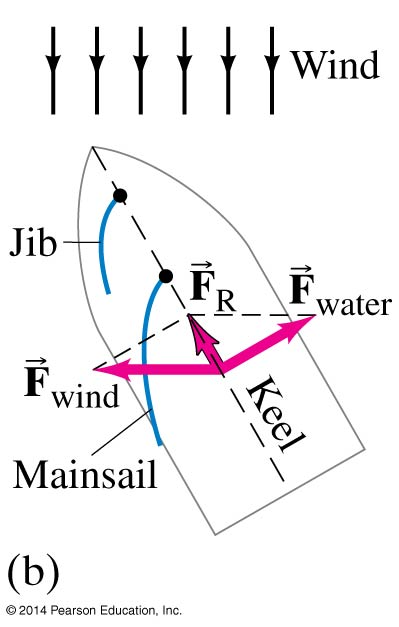 Wind
Jib
F⃗R
F⃗water
F⃗wind
Keel
Mainsail
(b)
© 2014 Pearson Education, Inc.